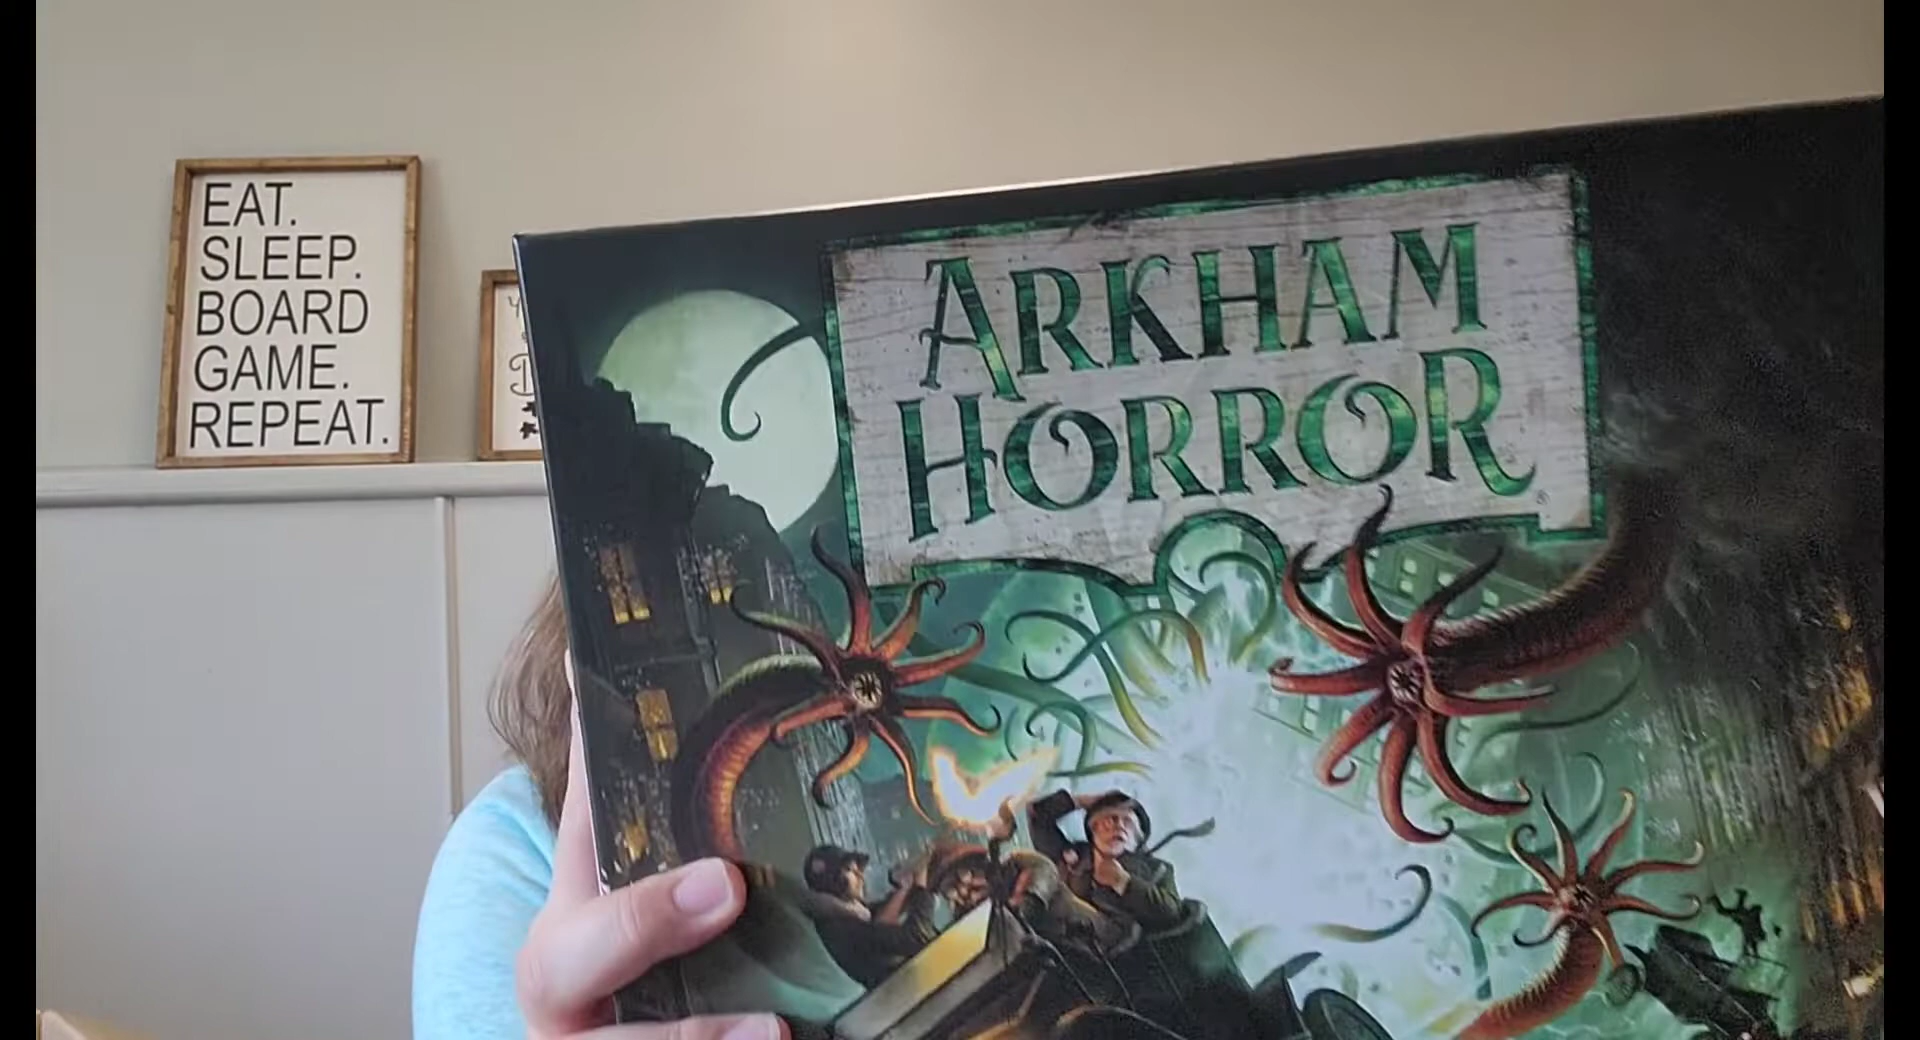 EAT.
SLEEP.
BOARD
GAME.
REPEAT.
ARKHAM
HORROR